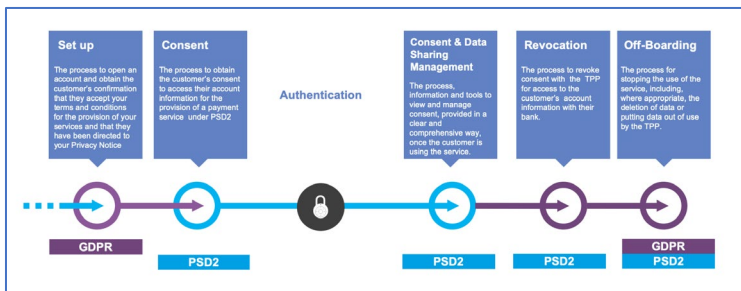 Set up
The process to open an
account and obtain the
customer's confirmation
that they accept your
terms and conditions
for the provision of your
services and that they
have been directed to
your Privacy Notice
Consent
The process to obtain
the customer's consent
to access their account
information for the
provision of a payment
service under PSD2
Authentication
Consent & Data
Sharing
Management
The process,
information and tools to
view and manage
consent, provided in a
clear and
comprehensive way,
once the customer is
using the service.
Revocation
The process to revoke
consent with the TPP
for access to the
customer's account
information with their
bank.
Off-Boarding
The process for
stopping the use of the
service, including,
where appropriate, the
deletion of data or
putting data out of use
by the TPP.
GDPR
PSD2
PSD2
PSD2
GDPR
PSD2